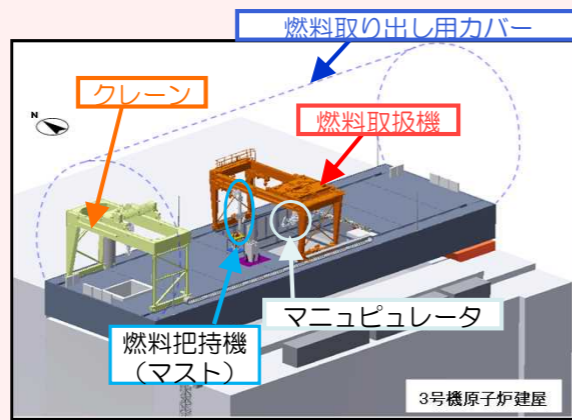 燃料取り出し用カバー
クレーン
N
燃料取扱機
マニュピュレータ
燃料把持機
(マスト)
3号機原子炉建屋